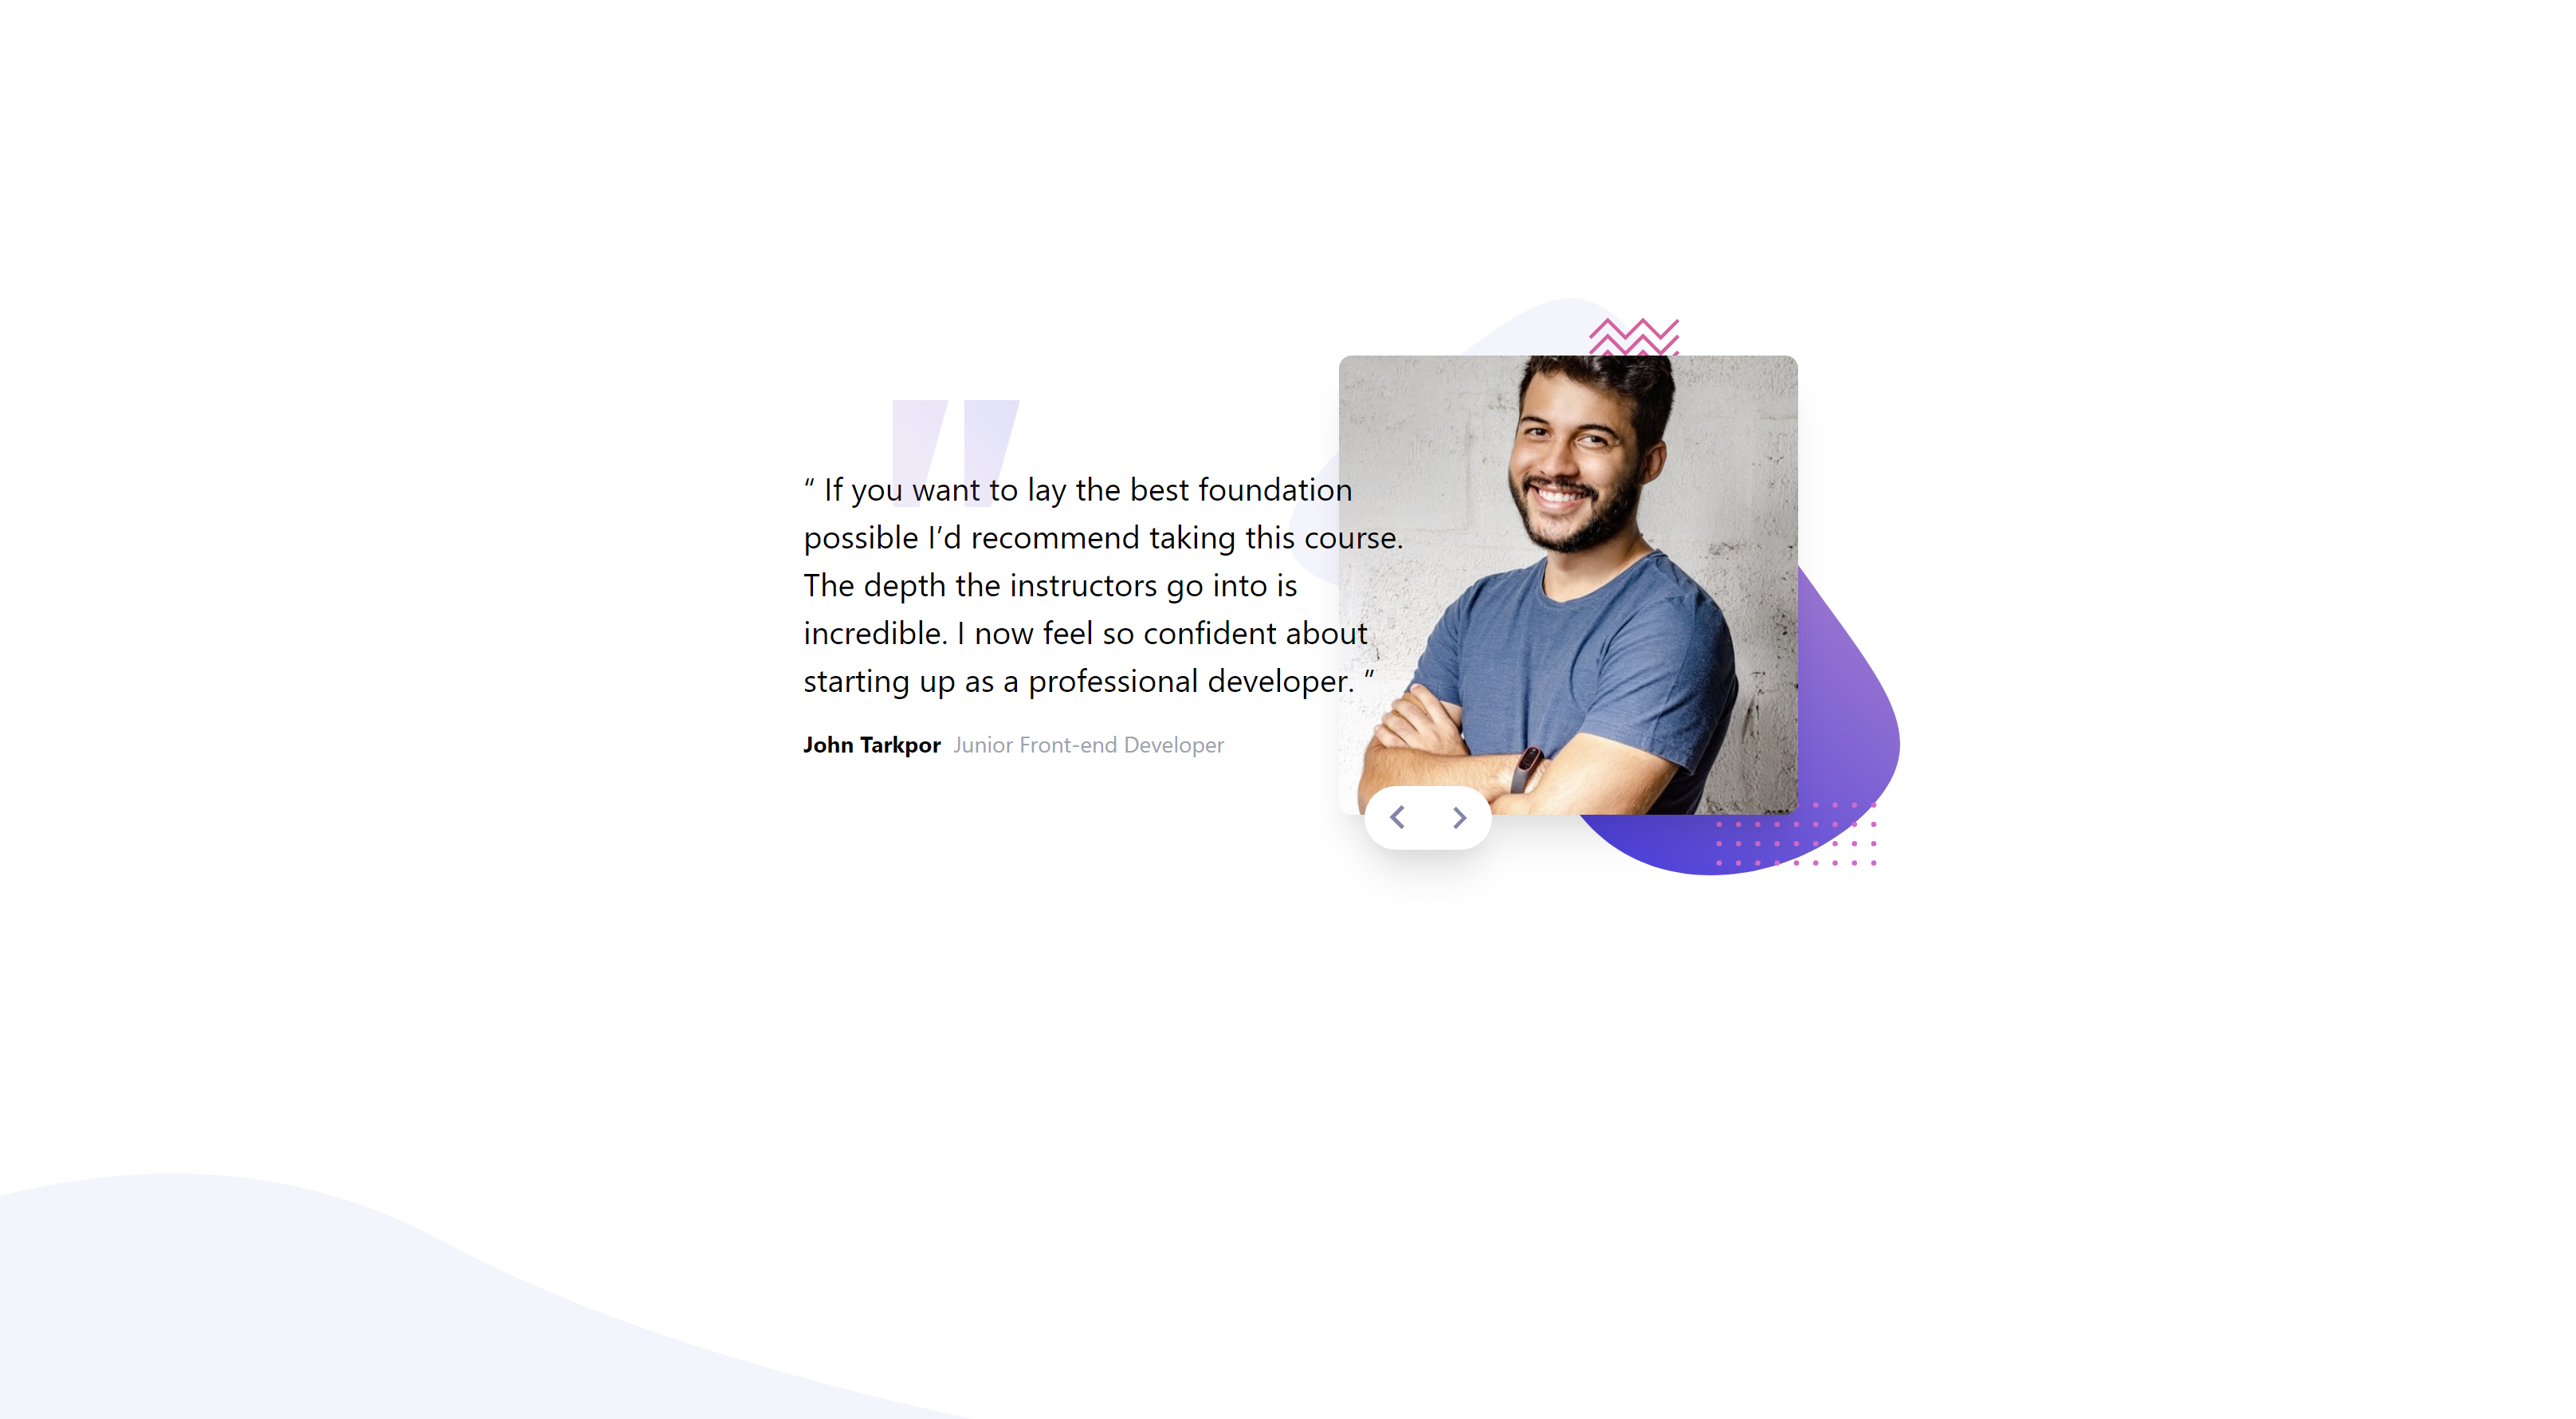 “ If you want to lay the best foundation
possible I’d recommend taking this course.
The depth the instructors go into is
incredible. I now feel so confident about
starting up as a professional developer. ”
John Tarkpor Junior Front-end Developer